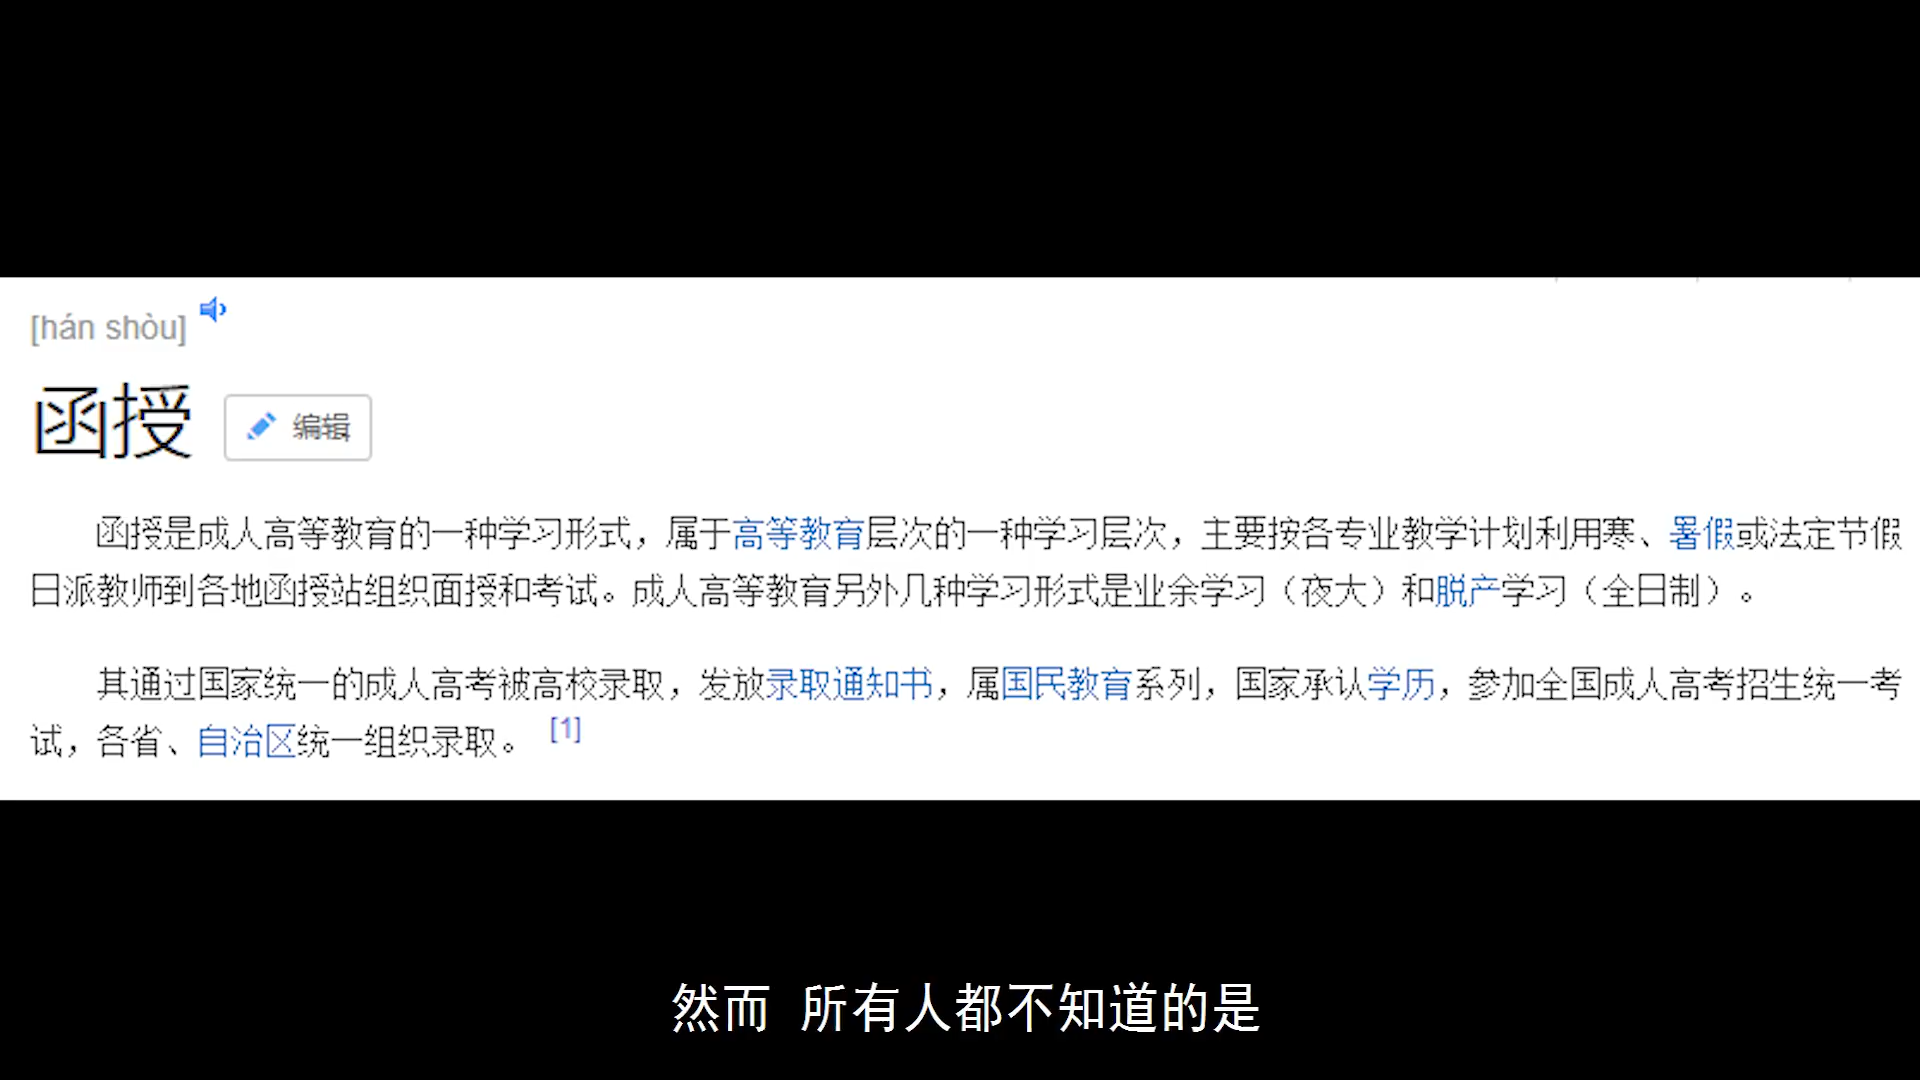 [hán shòu]
函授 编辑
函授是成人高等教育的一种学习形式，属于高等教育层次的一种学习层次，主要按各专业教学计划利用寒、暑假或法定节假
日派教师到各地函授站组织面授和考试。成人高等教育另外几种学习形式是业余学习（夜大）和脱产学习（全日制）。
其通过国家统一的成人高考被高校录取，发放录取通知书，属国民教育系列，国家承认学历，参加全国成人高考招生统一考
试，各省、自治区统一组织录取。 [1]
然而 所有人都不知道的是